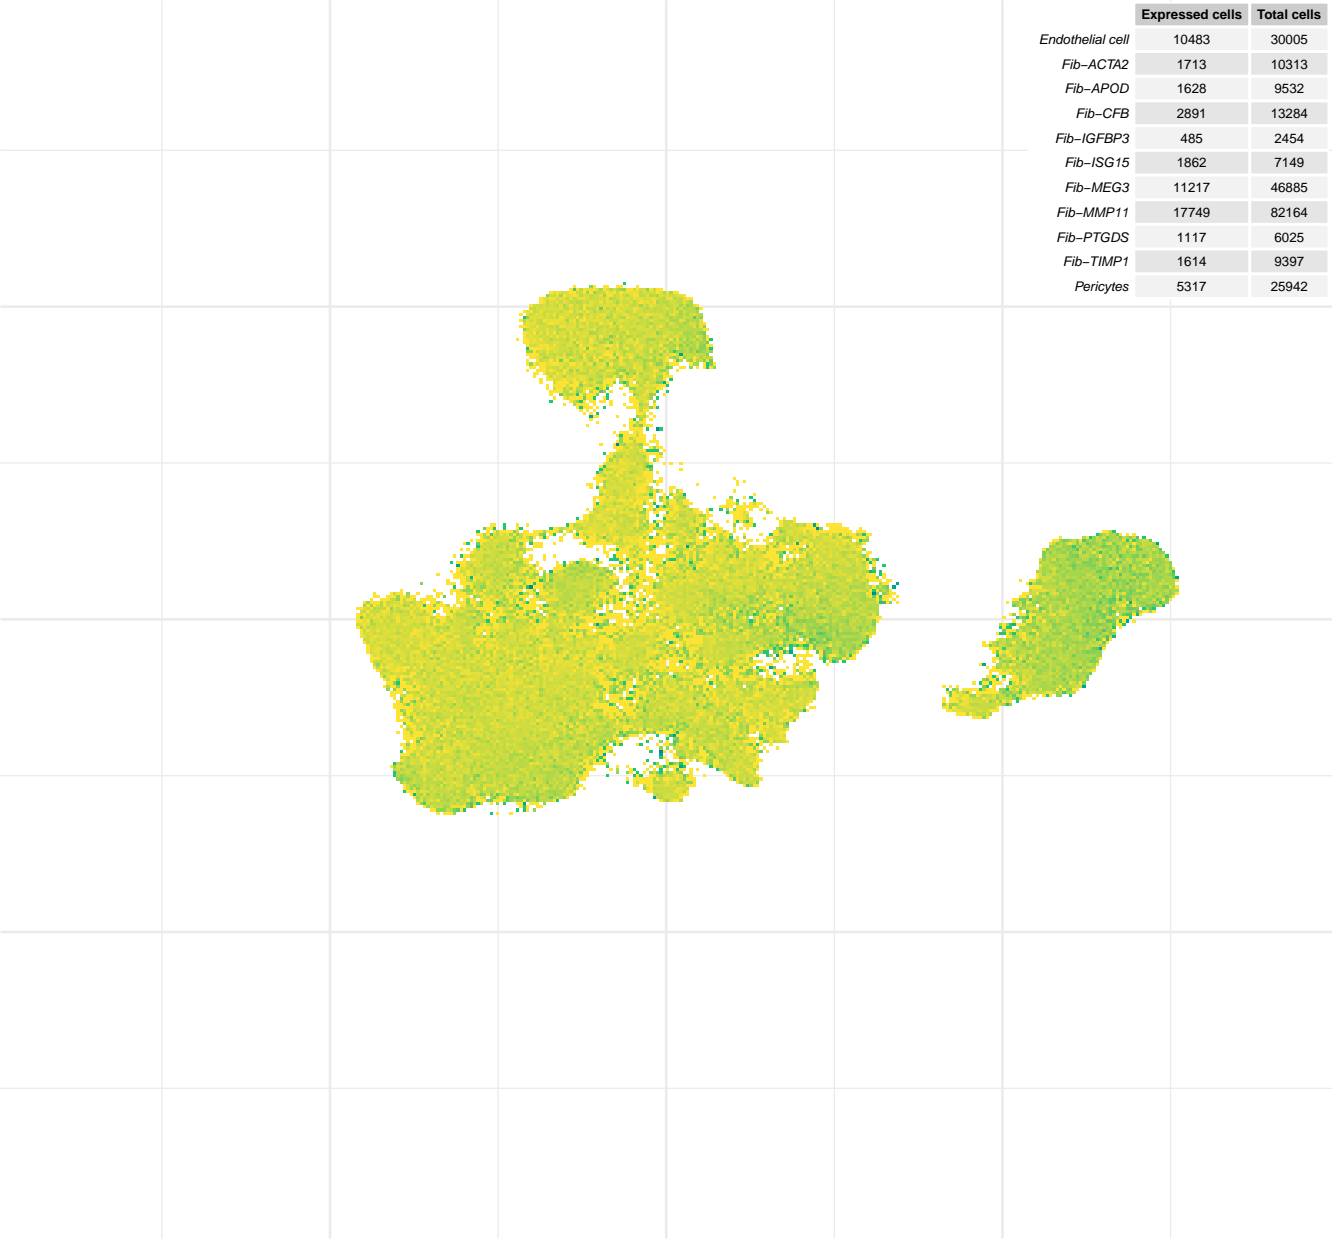 Expressed cells Total cells
Endothelial cell 10483 30005
Fib−ACTA2 1713 10313
Fib−APOD 1628 9532
Fib−CFB 2891 13284
Fib−IGFBP3 485 2454
Fib−ISG15 1862 7149
Fib−MEG3 11217 46885
Fib−MMP11 17749 82164
Fib−PTGDS 1117 6025
Fib−TIMP1 1614 9397
Pericytes 5317 25942